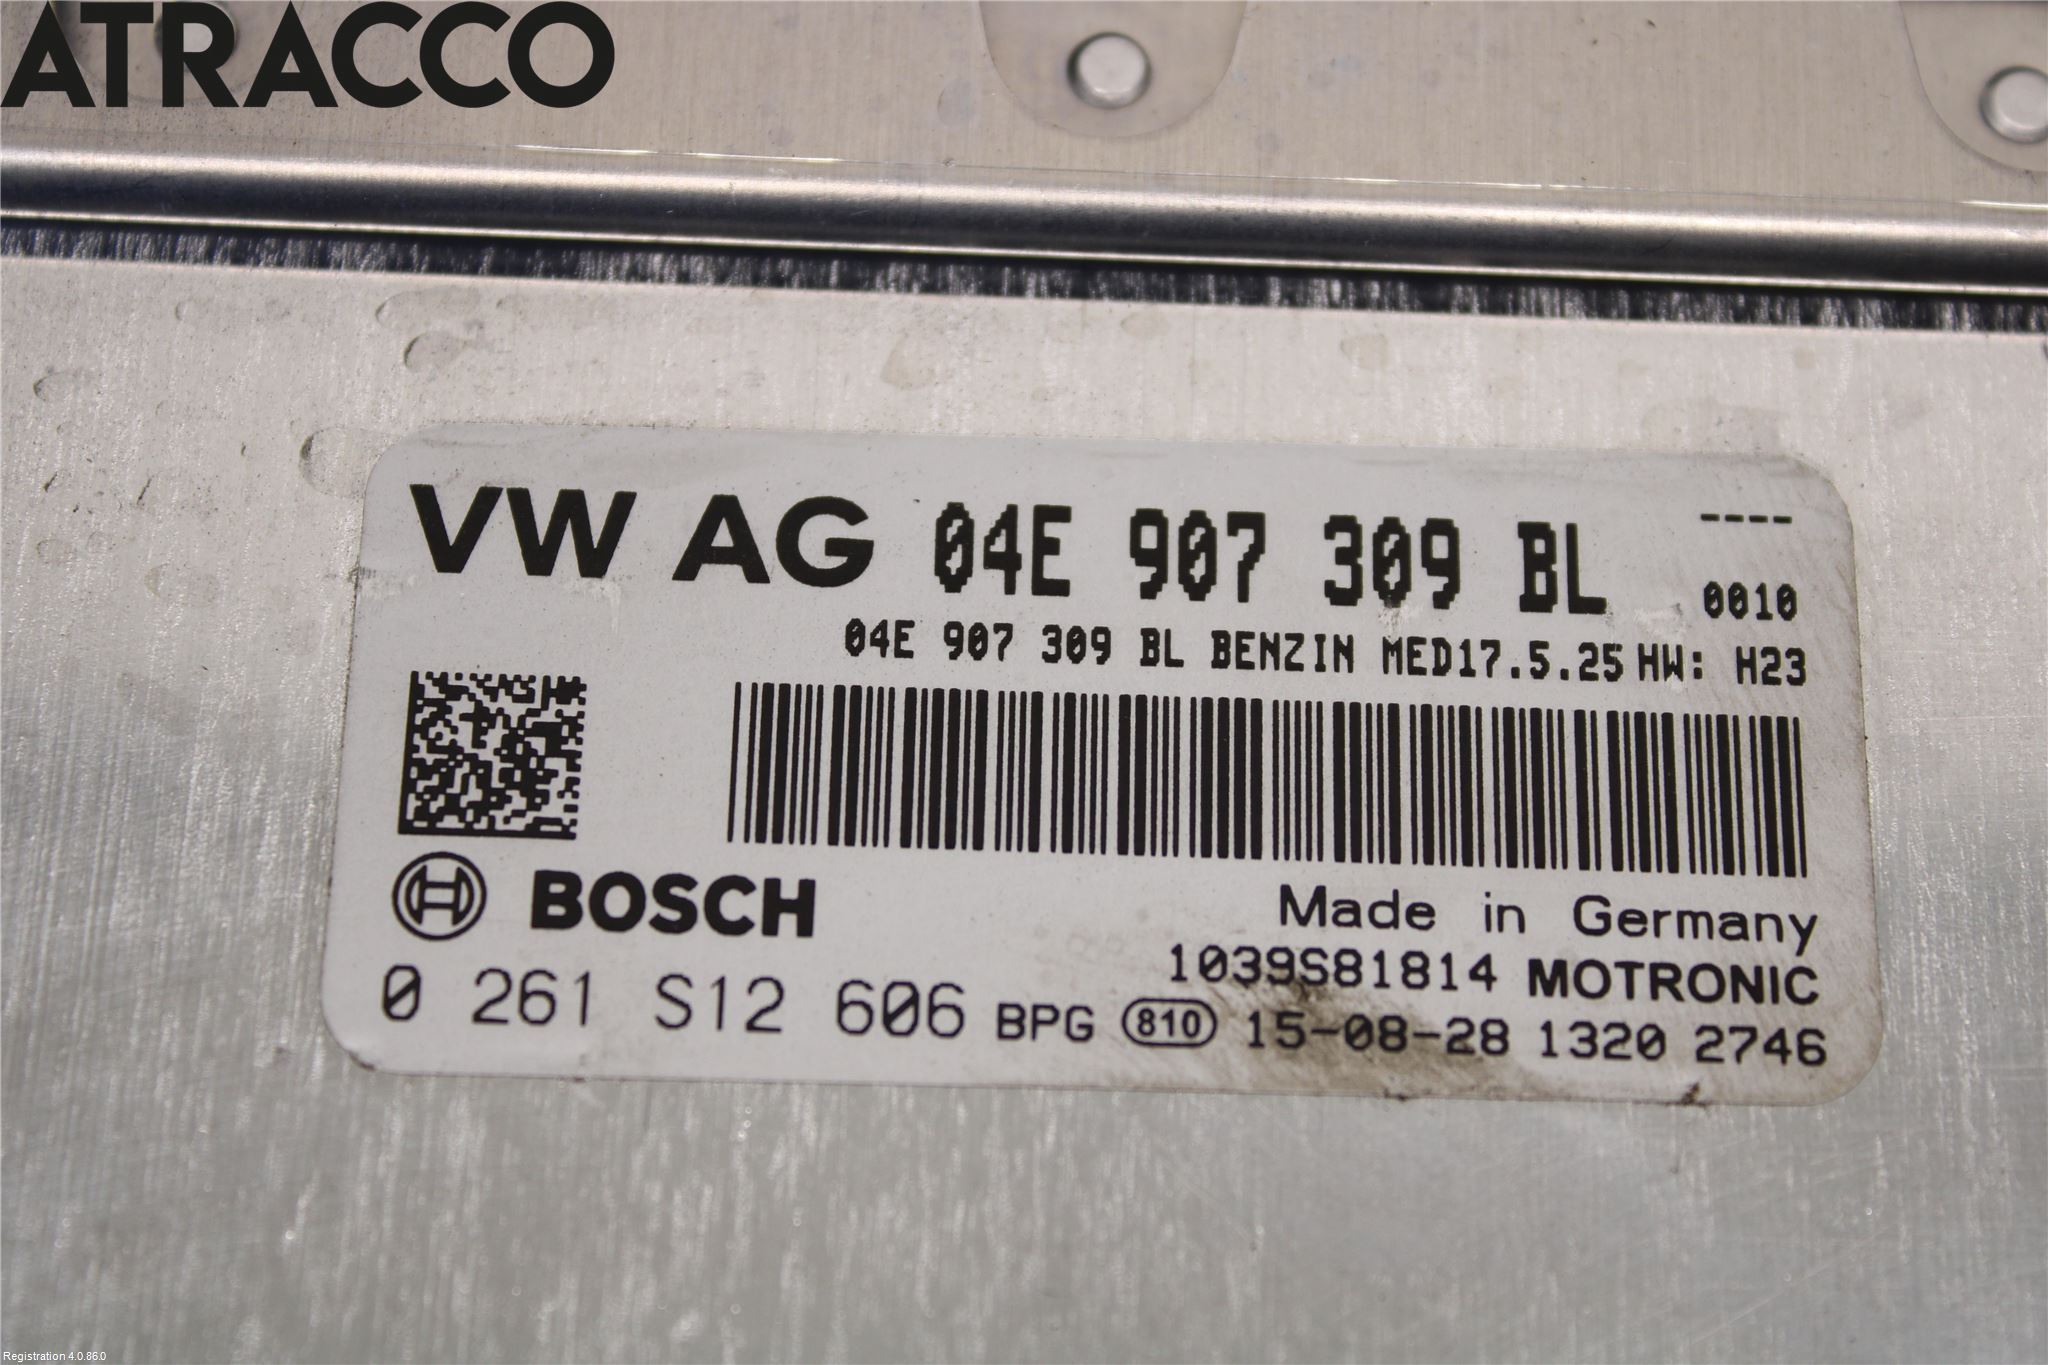 ATRACCO
VW AG 04E 907 309 BL ----
0010
04E 907 309 BL BENZIN MED17.5.25 HW: H23
BOSCH
Made in Germany
1039S81814 MOTRONIC
0 261 S12 606 BPG 810 15-08-28 1320 2746
Registration 4.0.86.0